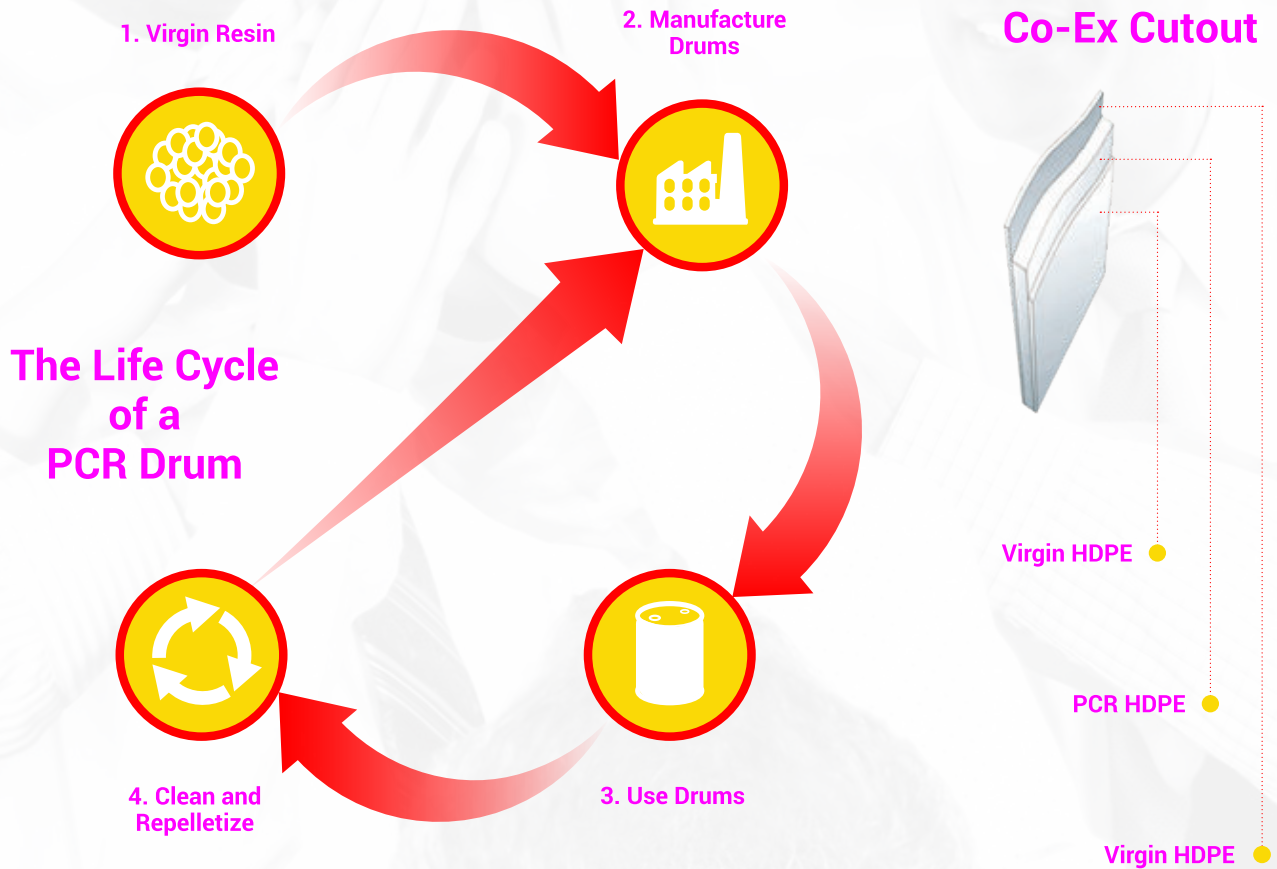 1. Virgin Resin
2. Manufacture
Drums
Co-Ex Cutout
The Life Cycle
of a
PCR Drum
Virgin HDPE
PCR HDPE
4. Clean and
Repelletize
3. Use Drums
Virgin HDPE